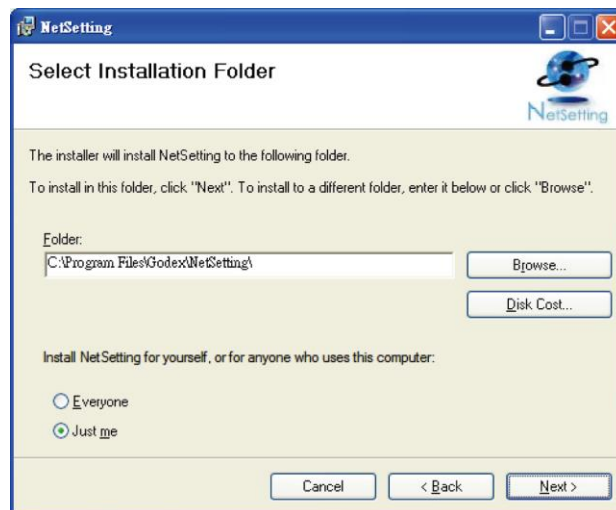 NetSetting
Select Installation Folder
NetSetting
The installer will install NetSetting to the following folder.
To install in this folder, click "Next". To install to a different folder, enter it below or click "Browse".
Folder:
C:\Program Files\Godex\NetSetting\
Browse...
Disk Cost...
Install NetSetting for yourself, or for anyone who uses this computer:
Everyone
Just me
Cancel
< Back
Next >